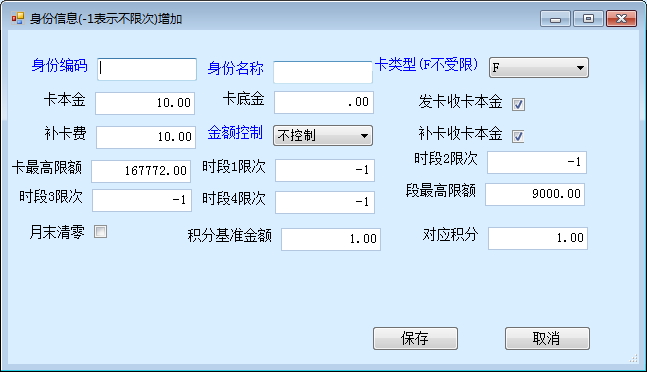 身份信息(-1表示不限次)增加
身份编码 身份名称 卡类型(F不受限) F
卡本金 10.00 卡底金 .00 发卡收卡本金
补卡费 10.00 金额控制 不控制 补卡收卡本金
卡最高限额 167772.00 时段1限次 -1 时段2限次 -1
时段3限次 -1 时段4限次 -1 段最高限额 9000.00
月末清零 积分基准金额 1.00 对应积分 1.00
保存 取消